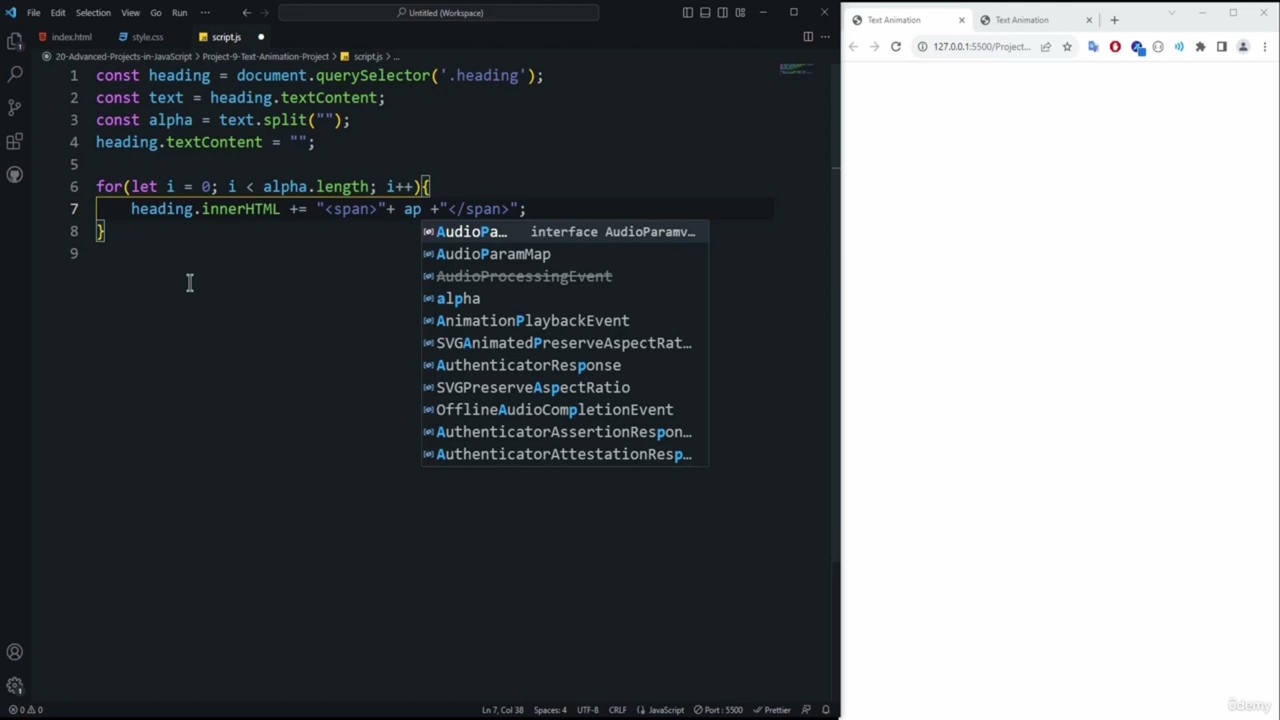 File Edit Selection View Go Run ··· Untitled (Workspace)
index.html style.css JS script.js
20-Advanced-Projects-in-JavaScript > Project-9-Text-Animation-Project > JS script.js > ...
1 const heading = document.querySelector('.heading');
2 const text = heading.textContent;
3 const alpha = text.split("");
4 heading.textContent = "";
5
6 for(let i = 0; i < alpha.length; i++){
7 heading.innerHTML += "<span>"+ ap +"</span>";
8 }
9
AudioPa… interface AudioParamv…
AudioParamMap
AudioProcessingEvent
alpha
AnimationPlaybackEvent
SVGAnimatedPreserveAspectRat…
AuthenticatorResponse
SVGPreserveAspectRatio
OfflineAudioCompletionEvent
AuthenticatorAssertionRespon…
AuthenticatorAttestationResp…
0 0 Ln 7, Col 38 Spaces: 4 UTF-8 CRLF JavaScript Port : 5500 Prettier
Text Animation Text Animation
127.0.0.1:5500/Project...
ûdemy